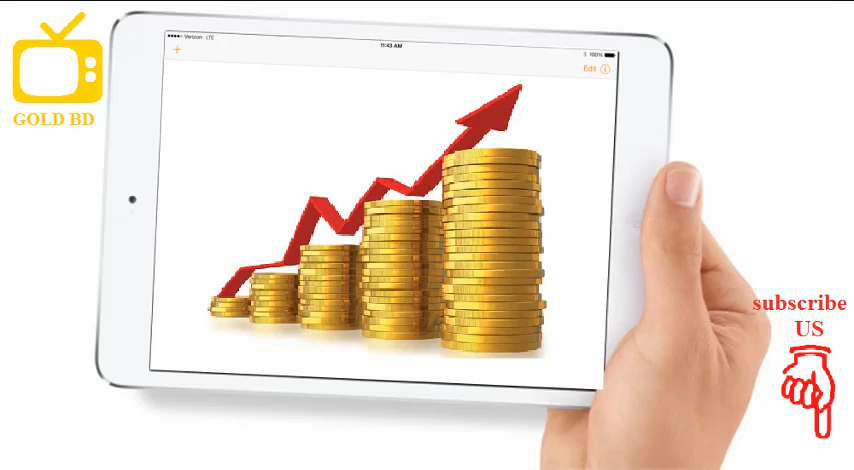 Verizon LTE
11:43 AM
100%
Edit
GOLD BD
subscribe
US